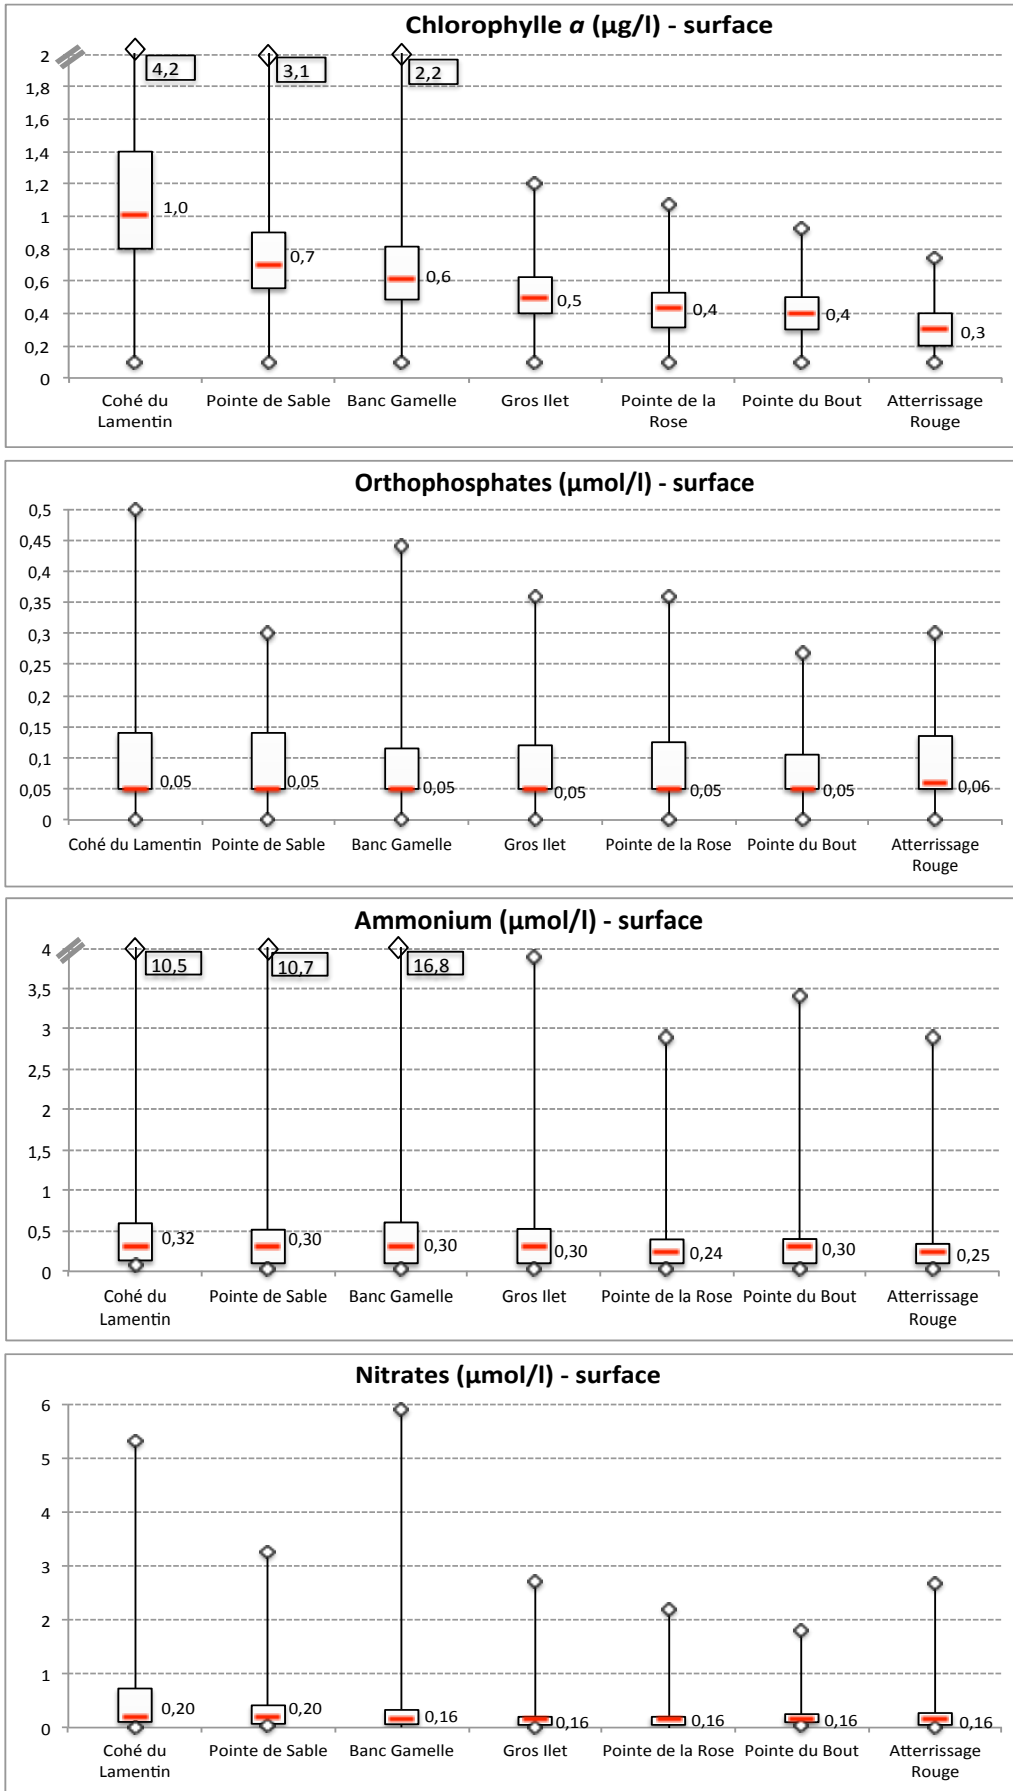 Chlorophylle a (µg/l) - surface
2
4,2
3,1
2,2
1,8
1,6
1,4
1,2
1
1,0
0,8
0,7
0,6
0,6
0,5
0,4
0,4
0,4
0,3
0,2
0
Cohé du Lamentin
Pointe de Sable
Banc Gamelle
Gros Ilet
Pointe de la Rose
Pointe du Bout
Atterrissage Rouge
Orthophosphates (µmol/l) - surface
0,5
0,45
0,4
0,35
0,3
0,25
0,2
0,15
0,1
0,05
0,05
0,05
0,05
0,05
0,05
0,05
0,06
0
Cohé du Lamentin
Pointe de Sable
Banc Gamelle
Gros Ilet
Pointe de la Rose
Pointe du Bout
Atterrissage Rouge
Ammonium (µmol/l) - surface
4
10,5
10,7
16,8
3,5
3
2,5
2
1,5
1
0,5
0,32
0,30
0,30
0,30
0,24
0,30
0,25
0
Cohé du Lamentin
Pointe de Sable
Banc Gamelle
Gros Ilet
Pointe de la Rose
Pointe du Bout
Atterrissage Rouge
Nitrates (µmol/l) - surface
6
5
4
3
2
1
0,20
0,20
0,16
0,16
0,16
0,16
0,16
0
Cohé du Lamentin
Pointe de Sable
Banc Gamelle
Gros Ilet
Pointe de la Rose
Pointe du Bout
Atterrissage Rouge